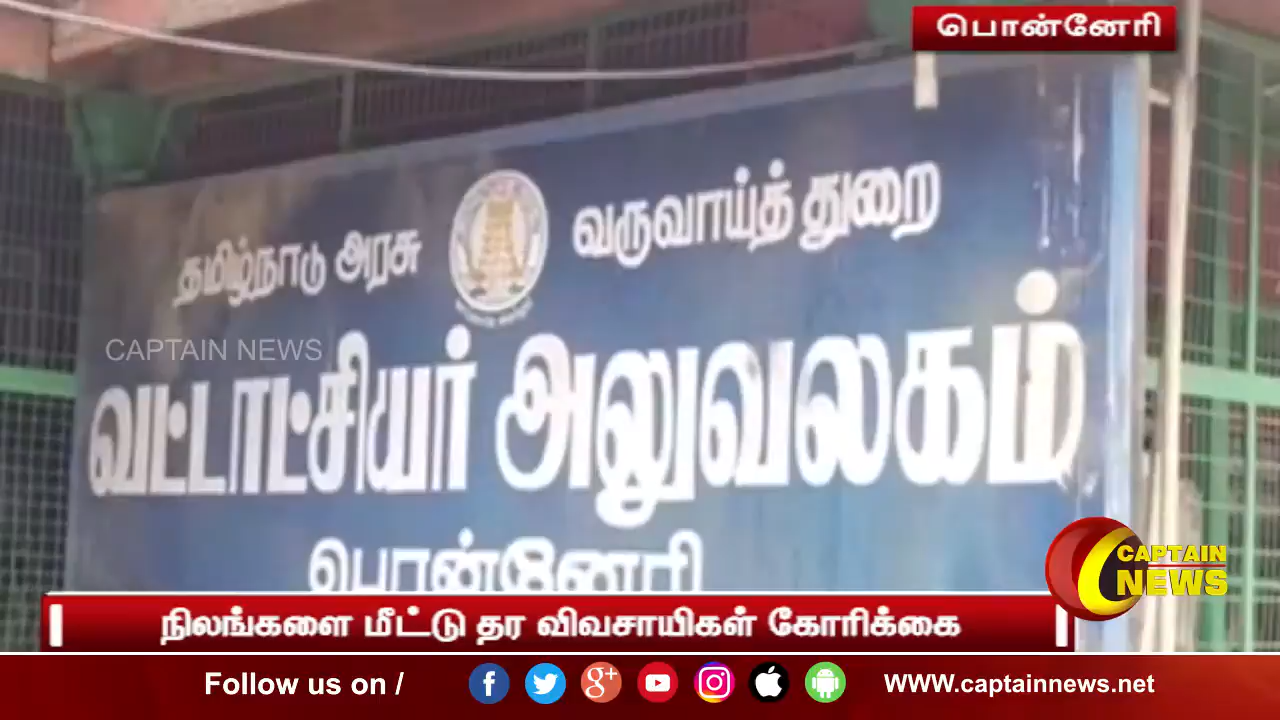 பொன்னேரி
தமிழ்நாடு அரசு வருவாய்த் துறை
CAPTAIN NEWS
வட்டாட்சியர் அலுவலகம்
பொன்னேரி
CAPTAIN
NEWS
நிலங்களை மீட்டு தர விவசாயிகள் கோரிக்கை
Follow us on / WWW.captainnews.net